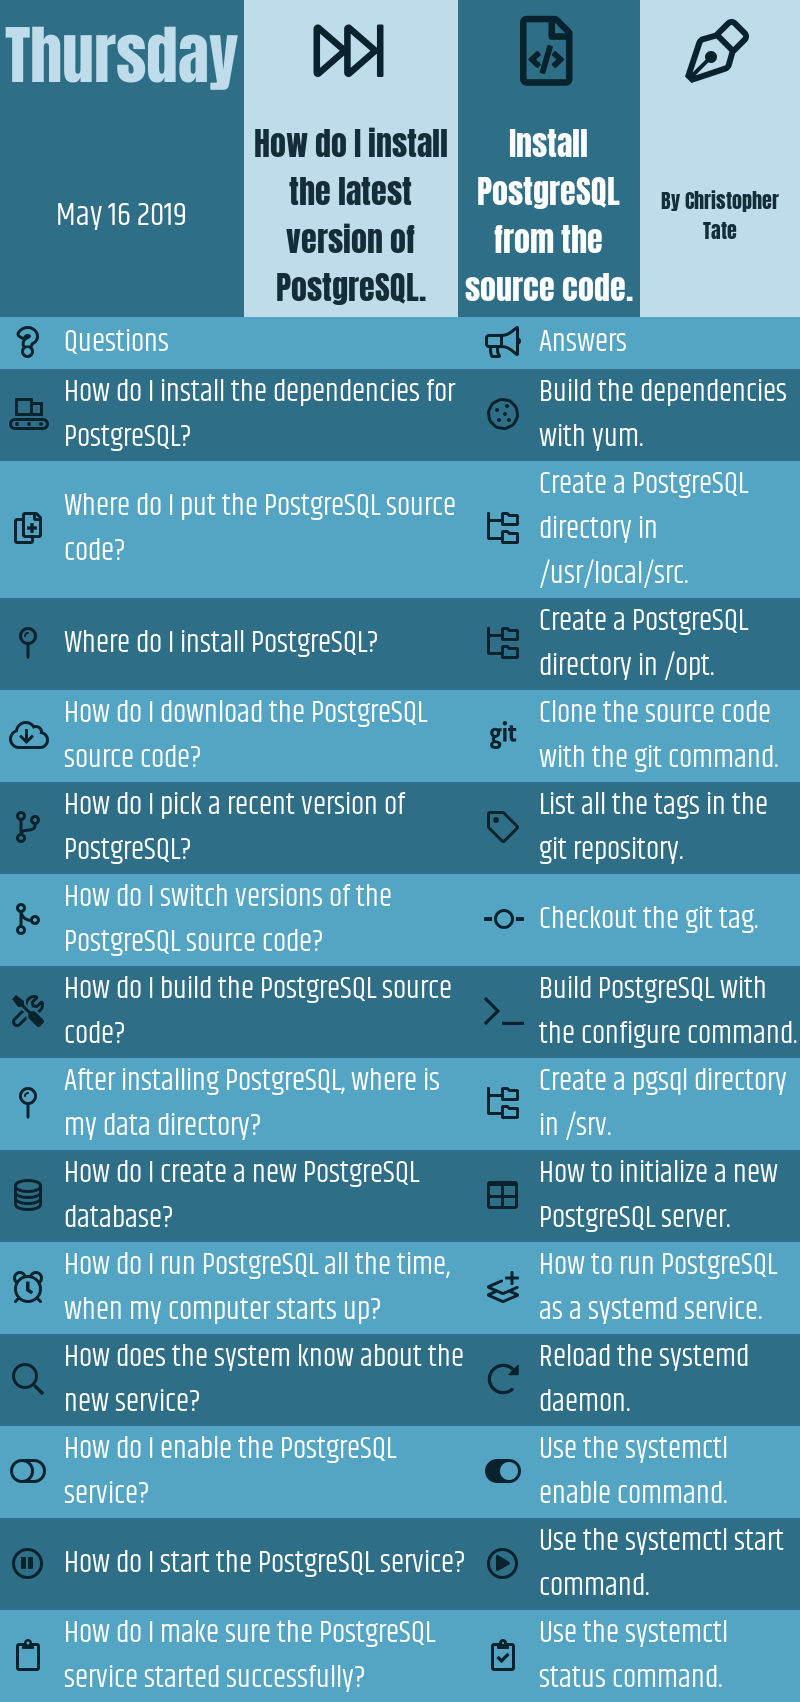 Thursday
May 16 2019
How do I install
the latest
version of
PostgreSQL.
Install
PostgreSQL
from the
source code.
By Christopher
Tate
Questions
Answers
How do I install the dependencies for
PostgreSQL?
Build the dependencies
with yum.
Where do I put the PostgreSQL source
code?
Create a PostgreSQL
directory in
/usr/local/src.
Where do I install PostgreSQL?
Create a PostgreSQL
directory in /opt.
How do I download the PostgreSQL
source code?
git
Clone the source code
with the git command.
How do I pick a recent version of
PostgreSQL?
List all the tags in the
git repository.
How do I switch versions of the
PostgreSQL source code?
Checkout the git tag.
How do I build the PostgreSQL source
code?
Build PostgreSQL with
the configure command.
After installing PostgreSQL, where is
my data directory?
Create a pgsql directory
in /srv.
How do I create a new PostgreSQL
database?
How to initialize a new
PostgreSQL server.
How do I run PostgreSQL all the time,
when my computer starts up?
How to run PostgreSQL
as a systemd service.
How does the system know about the
new service?
Reload the systemd
daemon.
How do I enable the PostgreSQL
service?
Use the systemctl
enable command.
How do I start the PostgreSQL service?
Use the systemctl start
command.
How do I make sure the PostgreSQL
service started successfully?
Use the systemctl
status command.